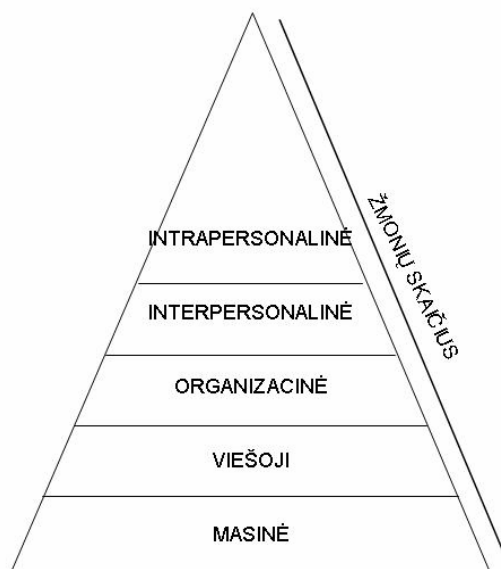 INTRAPERSONALINĖ
INTERPERSONALINĖ
ORGANIZACINĖ
VIEŠOJI
MASINĖ
ŽMONIŲ SKAIČIUS